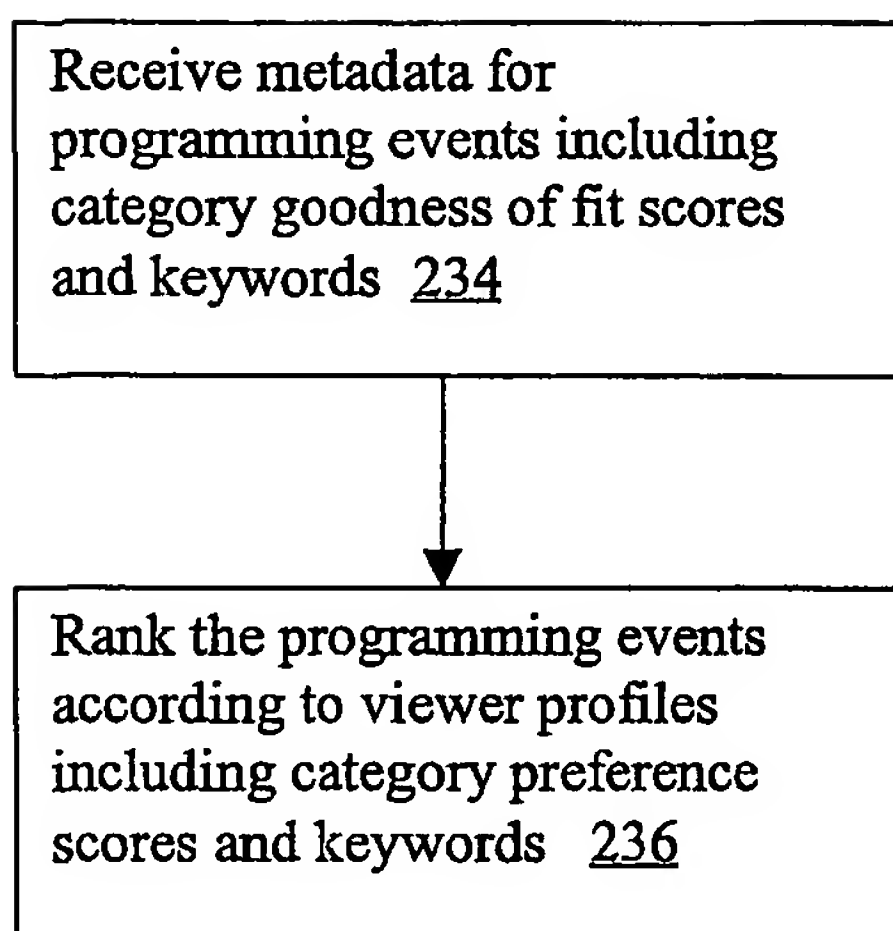 Receive metadata for
programming events including
category goodness of fit scores
and keywords 234
Rank the programming events
according to viewer profiles
including category preference
scores and keywords 236